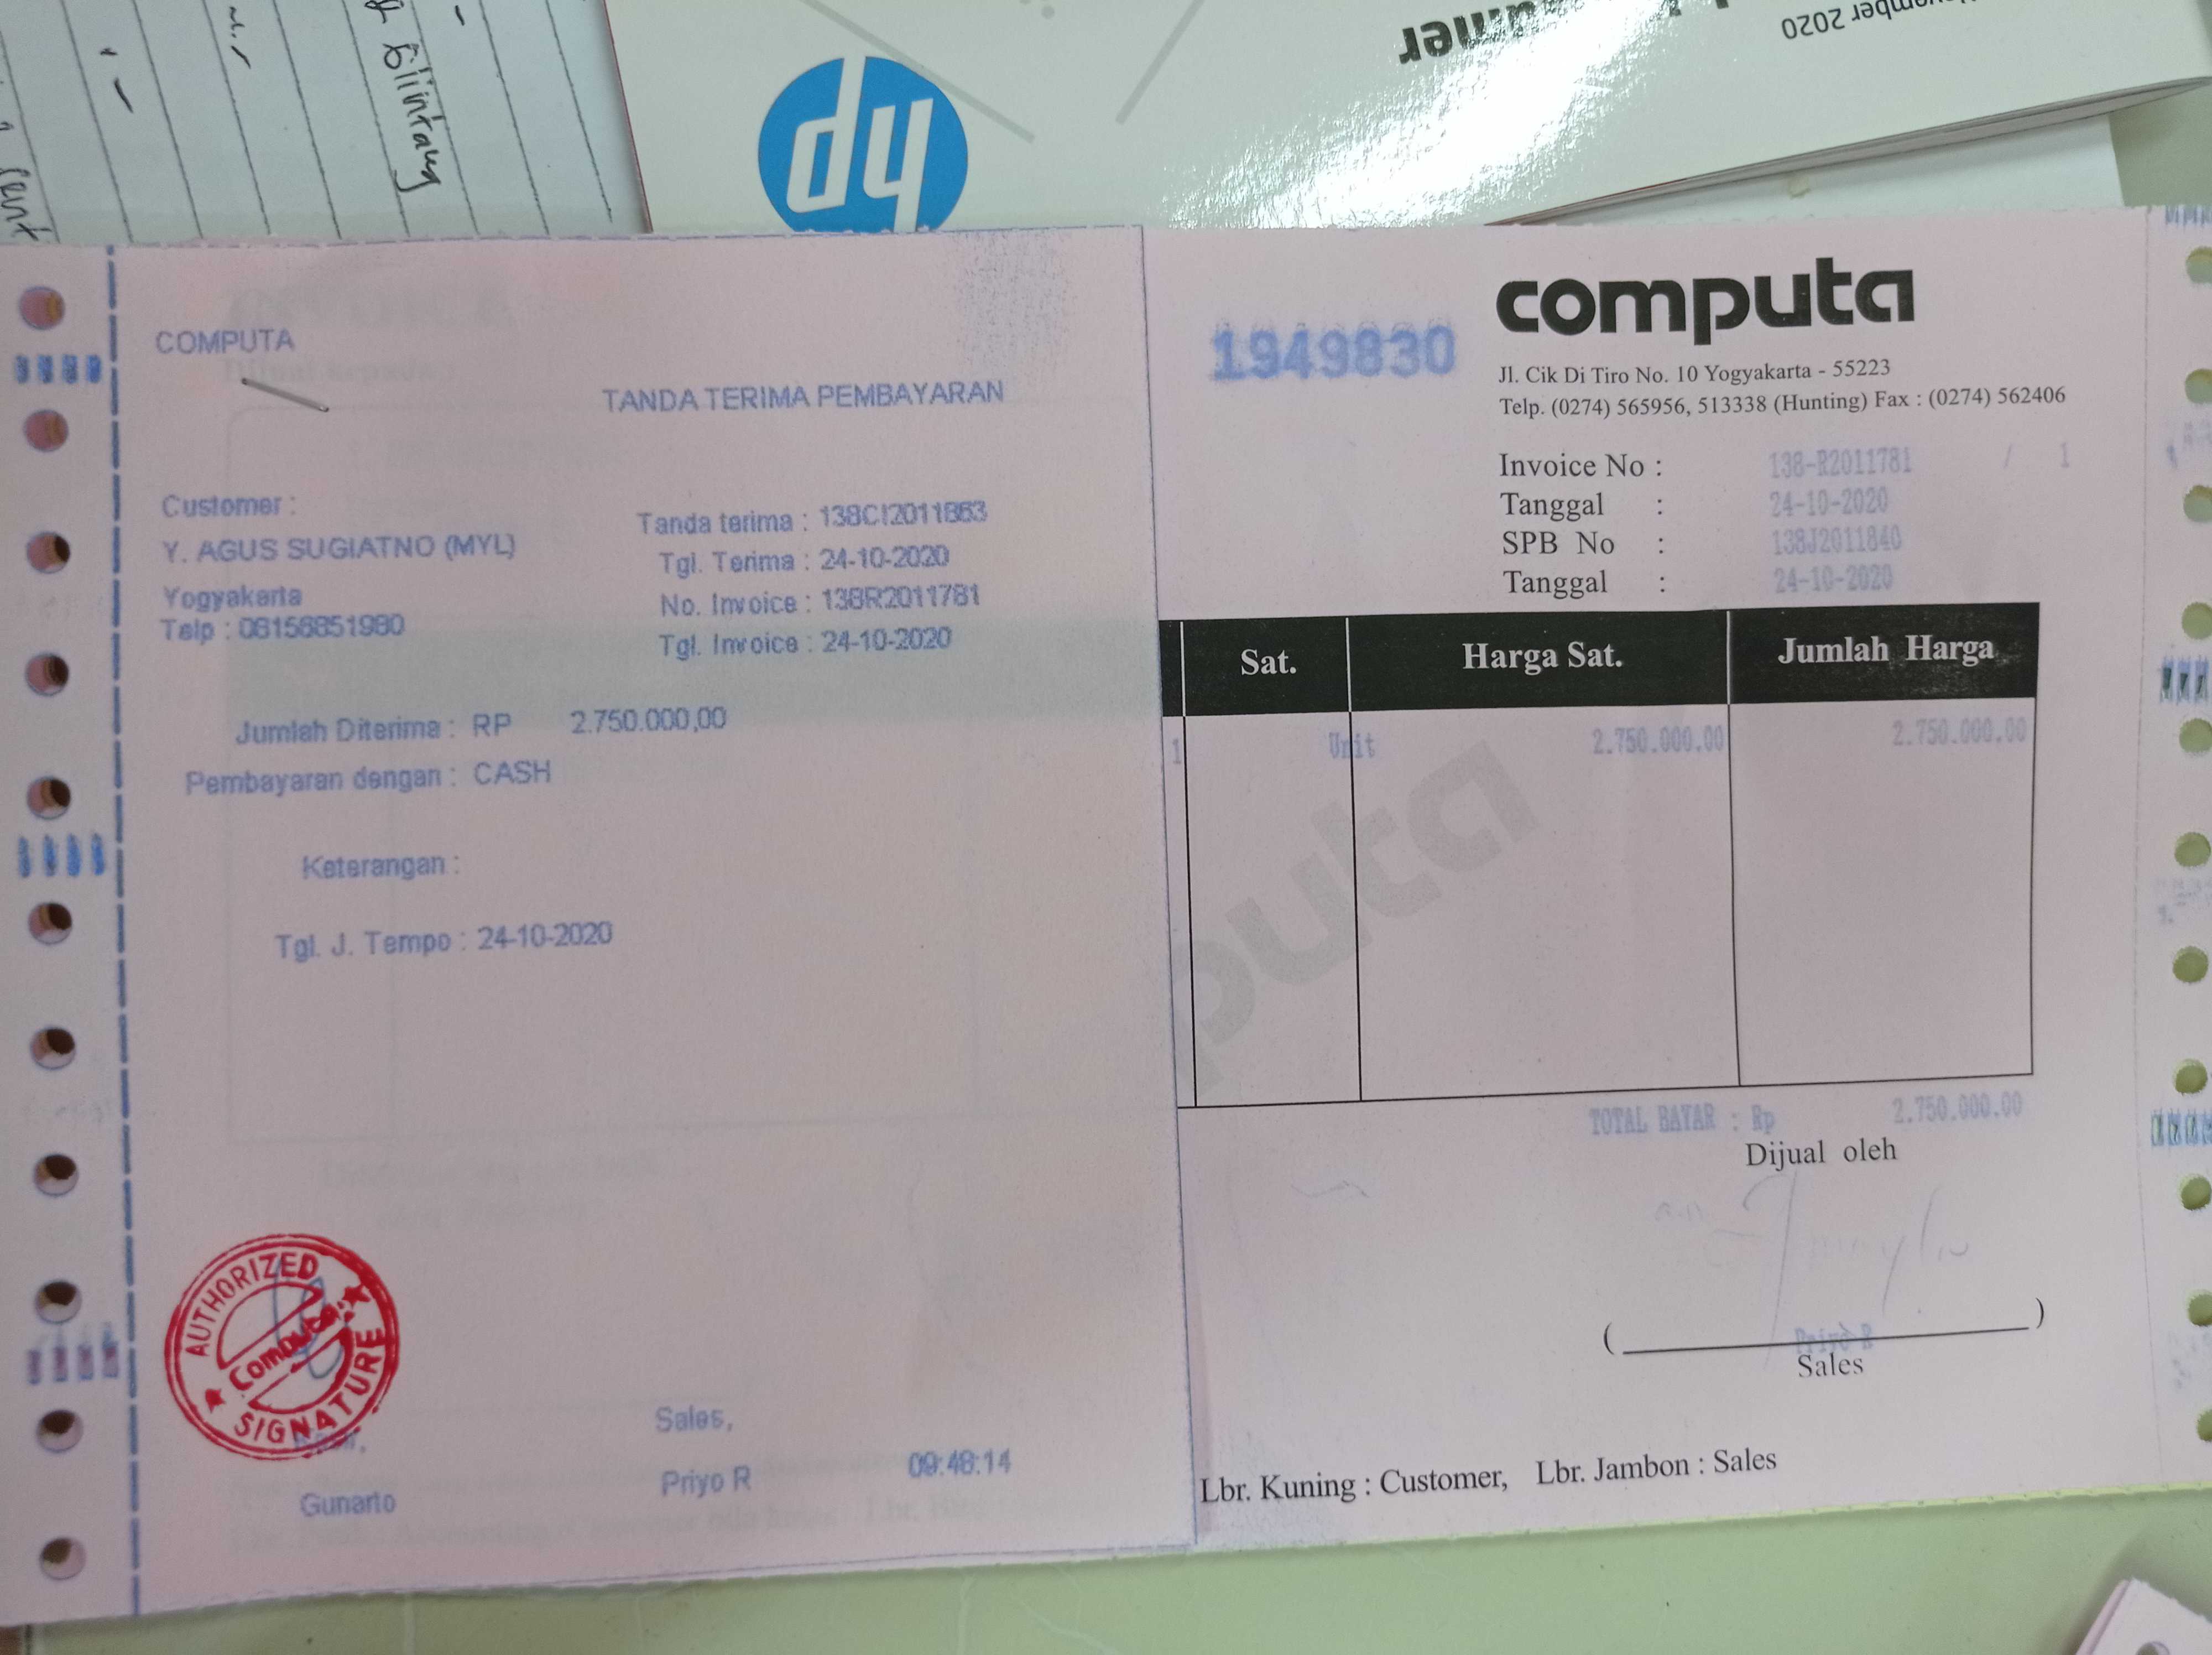 blintang
2020
hp
COMPUTA
TANDA TERIMA PEMBAYARAN
Customer :
Y. AGUS SUGIATNO (MYL)
Yogyakarta
Telp : 08156851980
Tanda terima : 138CI2011863
Tgl. Terima : 24-10-2020
No. Invoice : 138R2011781
Tgl. Invoice : 24-10-2020
Jumlah Diterima : RP 2.750.000,00
Pembayaran dengan : CASH
Keterangan :
Tgl. J. Tempo : 24-10-2020
AUTHORIZED
Computa
SIGNATURE
Sales,
Gunarto
Priyo R
09:48:14
1949830
computa
Jl. Cik Di Tiro No. 10 Yogyakarta - 55223
Telp. (0274) 565956, 513338 (Hunting) Fax : (0274) 562406
Invoice No : 138-R2011781 / 1
Tanggal : 24-10-2020
SPB No : 138J2011840
Tanggal : 24-10-2020
Sat. Harga Sat. Jumlah Harga
1 Unit 2.750.000.00 2.750.000.00
puta
TOTAL BAYAR : Rp 2.750.000.00
Dijual oleh
( )
Priyo R
Sales
Lbr. Kuning : Customer, Lbr. Jambon : Sales